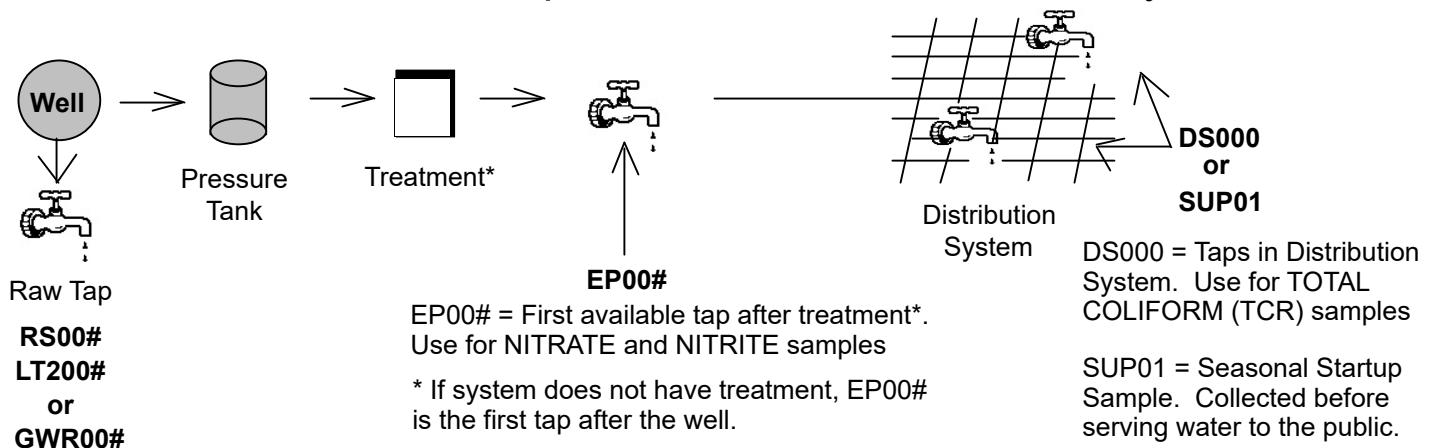 Well
Pressure
Tank
Treatment*
Raw Tap
RS00#
LT200#
or
GWR00#
EP00#
EP00# = First available tap after treatment*.
Use for NITRATE and NITRITE samples
* If system does not have treatment, EP00#
is the first tap after the well.
Distribution
System
DS000
or
SUP01
DS000 = Taps in Distribution
System. Use for TOTAL
COLIFORM (TCR) samples
SUP01 = Seasonal Startup
Sample. Collected before
serving water to the public.